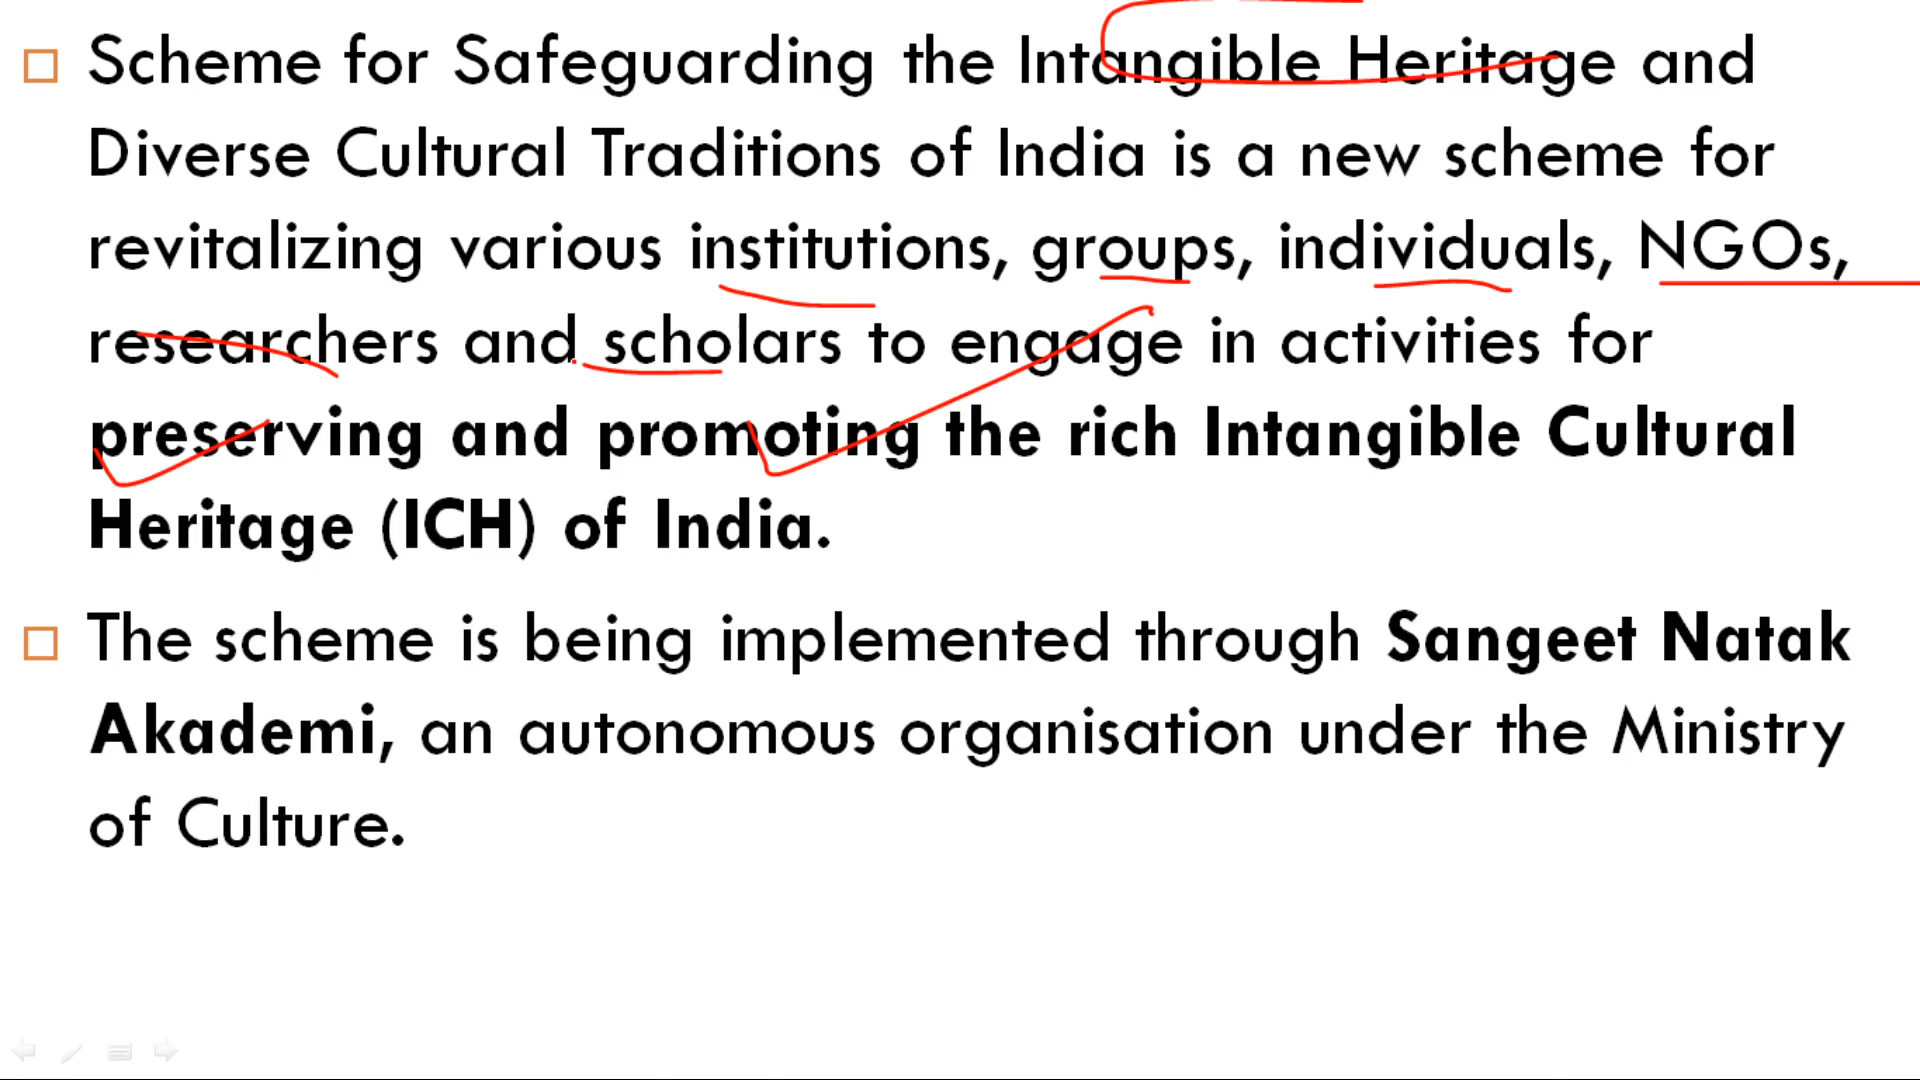 Scheme for Safeguarding the Intangible Heritage and
Diverse Cultural Traditions of India is a new scheme for
revitalizing various institutions, groups, individuals, NGOs,
researchers and scholars to engage in activities for
preserving and promoting the rich Intangible Cultural
Heritage (ICH) of India.
The scheme is being implemented through Sangeet Natak
Akademi, an autonomous organisation under the Ministry
of Culture.